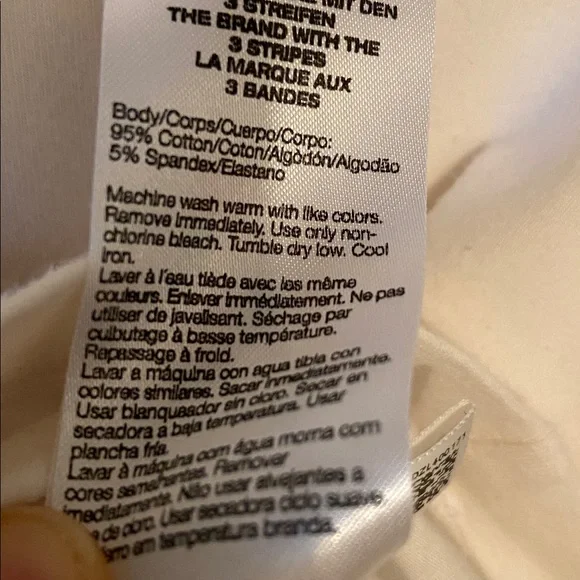 MIT DEN
3 STREIFEN
THE BRAND WITH THE
3 STRIPES
LA MARQUE AUX
3 BANDES
Body/Corps/Cuerpo/Corpo:
95% Cotton/Coton/Algòdón/Algodão
5% Spandex/Elastano
Machine wash warm with like colors.
Remove immediately. Use only non-
chlorine bleach. Tumble dry low. Cool
iron.
Laver à l'eau tiède avec les même
couleurs. Enlever immédiatement. Ne pas
utiliser de javelisant. Séchage par
culbutage à basse température.
Repassage à froid.
Lavar a máquina con agua tibia con
colores similares. Sacar inmediatamente.
Usar blanqueador sin cloro. Secar en
secadora a baja temperatura. Usar
plancha fría.
Lavar à máquina com água morna com
cores semelhantes. Remover
imediatamente. Não usar alvejantes a
de cloro. Usar secadora ciclo suave
em temperatura branda.